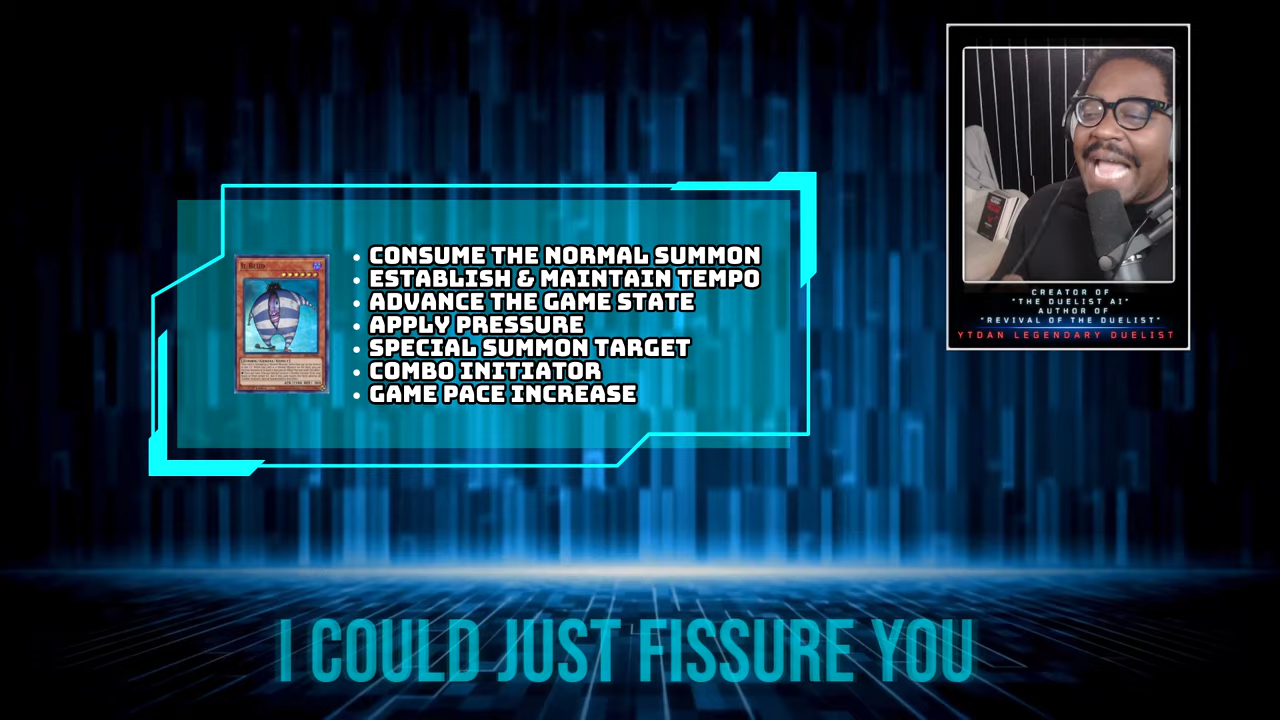 CONSUME THE NORMAL SUMMON
ESTABLISH & MAINTAIN TEMPO
ADVANCE THE GAME STATE
APPLY PRESSURE
SPECIAL SUMMON TARGET
COMBO INITIATOR
GAME PACE INCREASE
CREATOR OF
"THE DUELIST AI"
AUTHOR OF
"REVIVAL OF THE DUELIST"
YTDAN LEGENDARY DUELIST
I COULD JUST FISSURE YOU